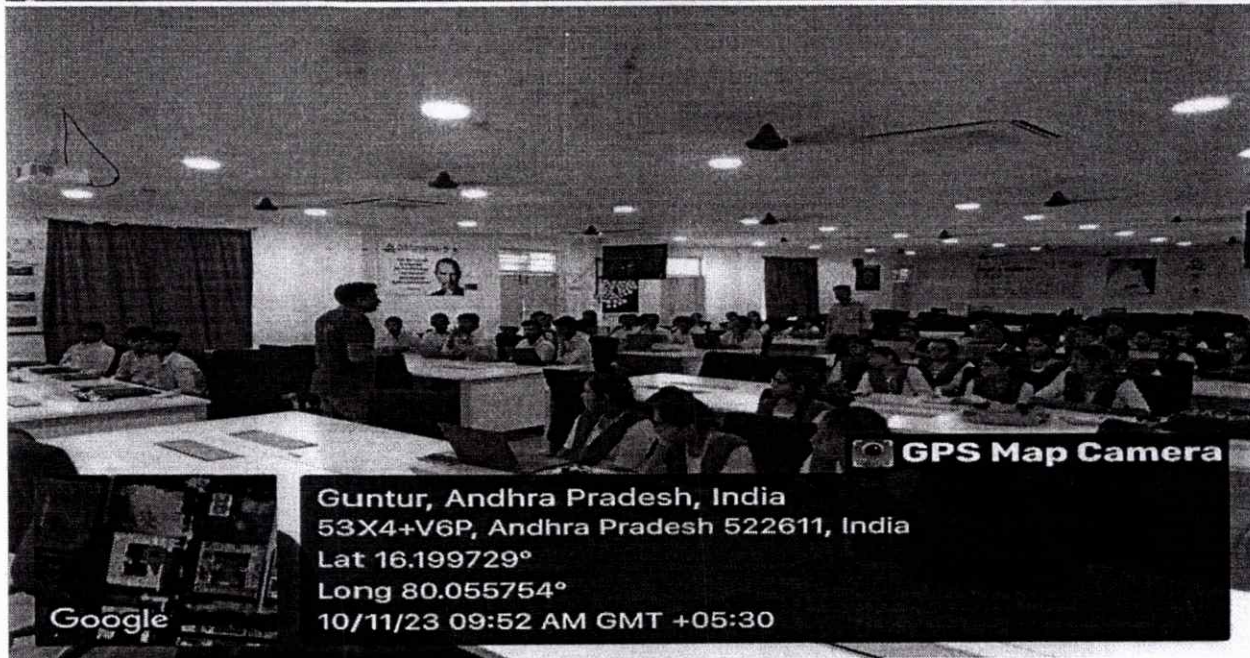 GPS Map Camera
Guntur, Andhra Pradesh, India
53X4+V6P, Andhra Pradesh 522611, India
Lat 16.199729°
Long 80.055754°
10/11/23 09:52 AM GMT +05:30
Google